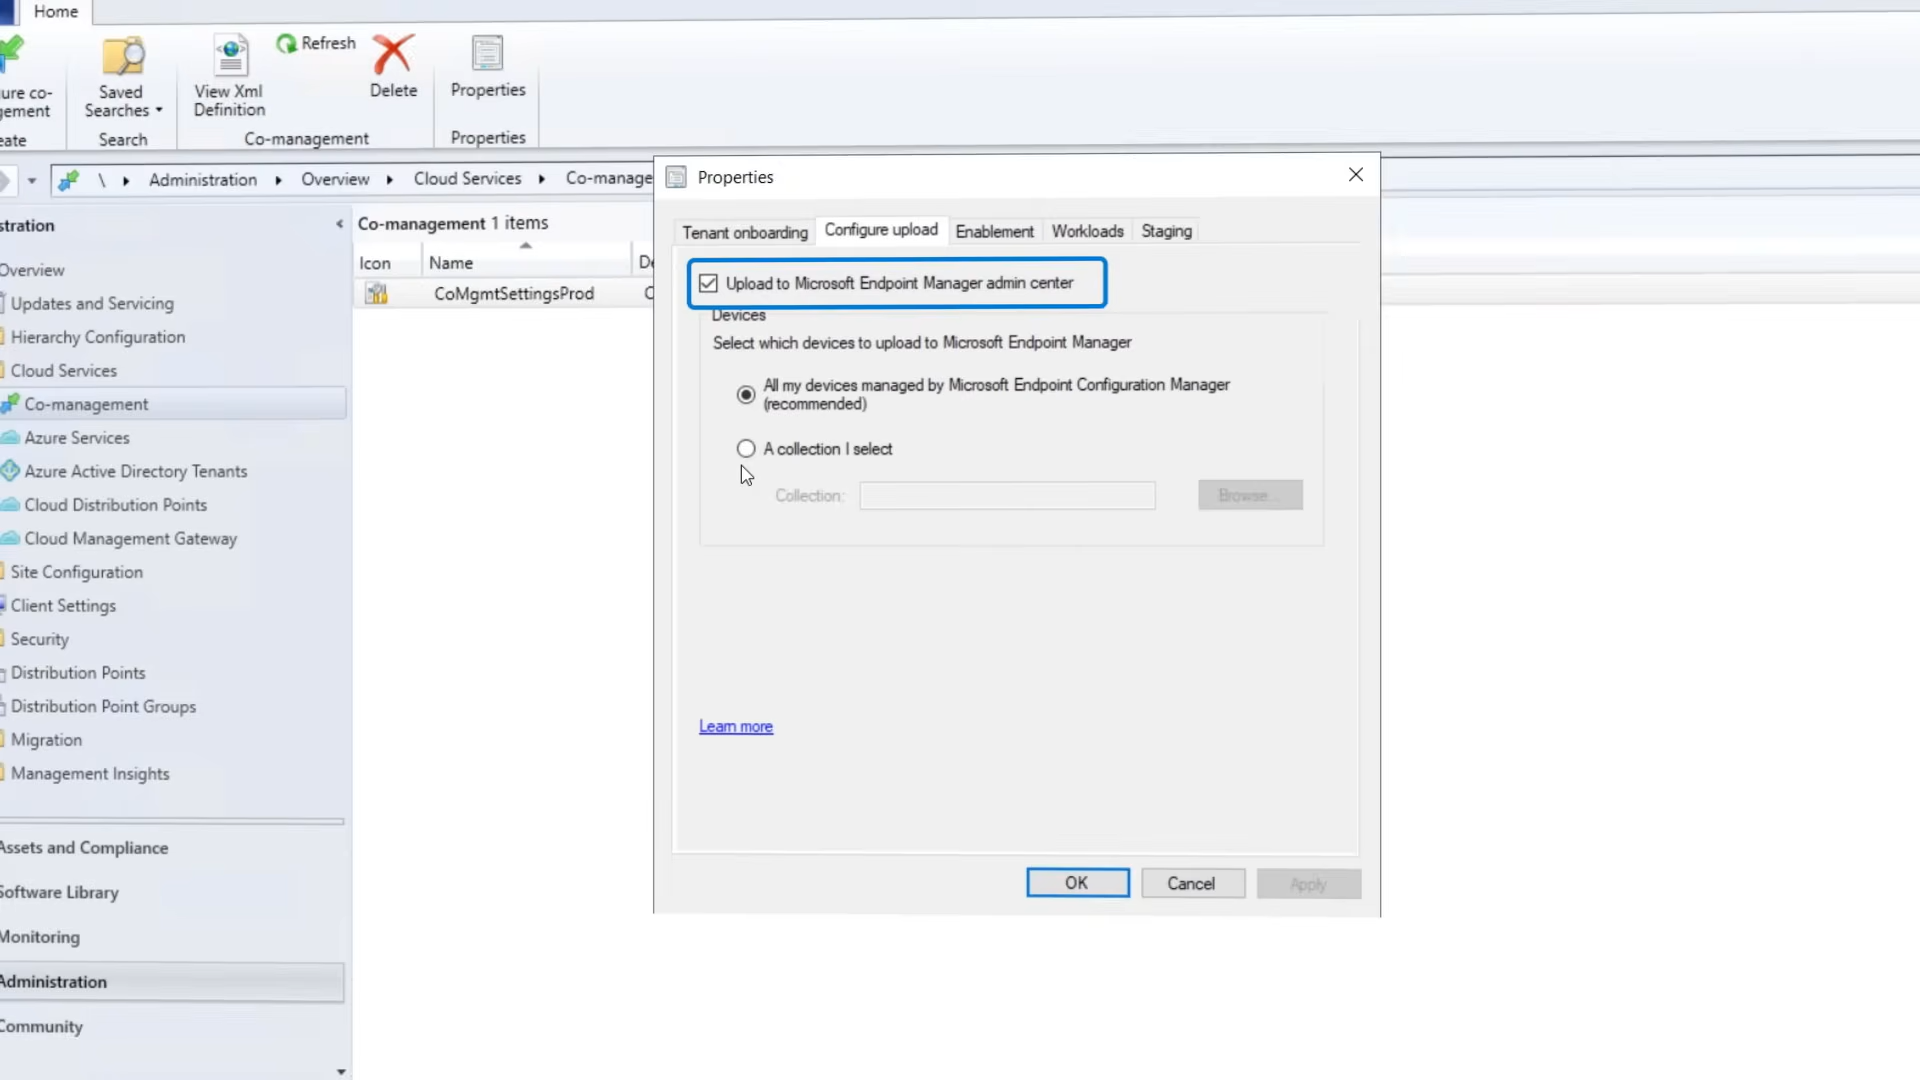 Home
ure co-
gement
eate
Saved
Searches
Search
View Xml
Definition
Refresh
Delete
Co-management
Properties
Properties
\ Administration Overview Cloud Services Co-manage
stration
Overview
Updates and Servicing
Hierarchy Configuration
Cloud Services
Co-management
Azure Services
Azure Active Directory Tenants
Cloud Distribution Points
Cloud Management Gateway
Site Configuration
Client Settings
Security
Distribution Points
Distribution Point Groups
Migration
Management Insights
Assets and Compliance
Software Library
Monitoring
Administration
Community
Co-management 1 items
Icon Name De
CoMgmtSettingsProd C
Properties
Tenant onboarding Configure upload Enablement Workloads Staging
Upload to Microsoft Endpoint Manager admin center
Devices
Select which devices to upload to Microsoft Endpoint Manager
All my devices managed by Microsoft Endpoint Configuration Manager
(recommended)
A collection I select
Collection: Browse...
Learn more
OK Cancel Apply